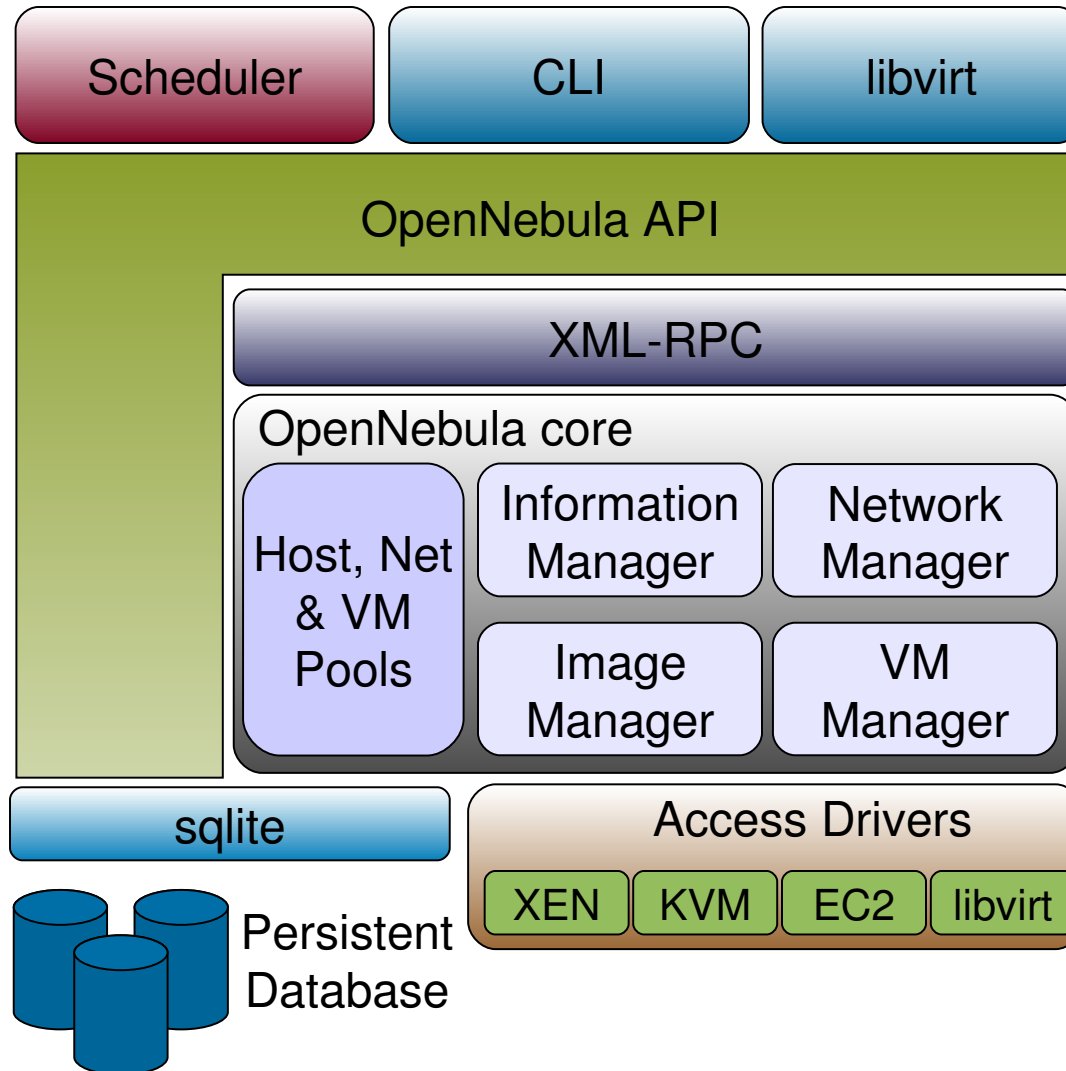 Scheduler
CLI
libvirt
OpenNebula API
XML-RPC
OpenNebula core
Host, Net
& VM
Pools
Information
Manager
Network
Manager
Image
Manager
VM
Manager
sqlite
Access Drivers
XEN
KVM
EC2
libvirt
Persistent
Database